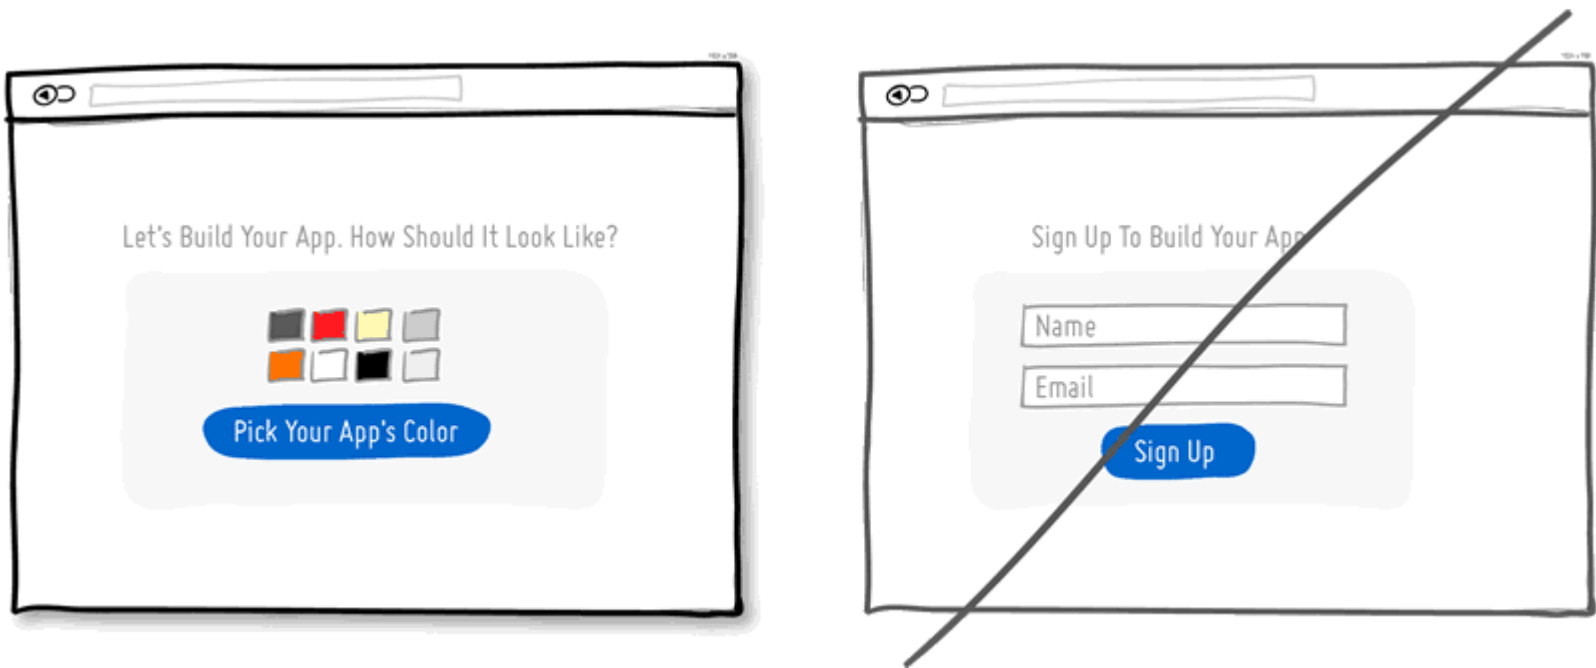 Let's Build Your App. How Should It Look Like?
Pick Your App's Color
Sign Up To Build Your App
Name
Email
Sign Up